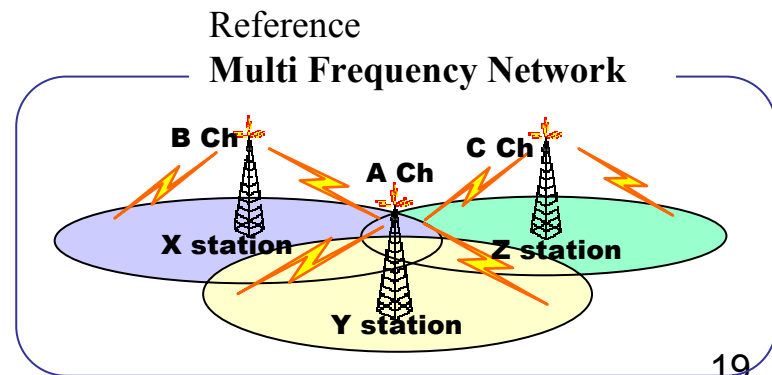 Reference
Multi Frequency Network
B Ch
A Ch
C Ch
X station
Z station
Y station
19